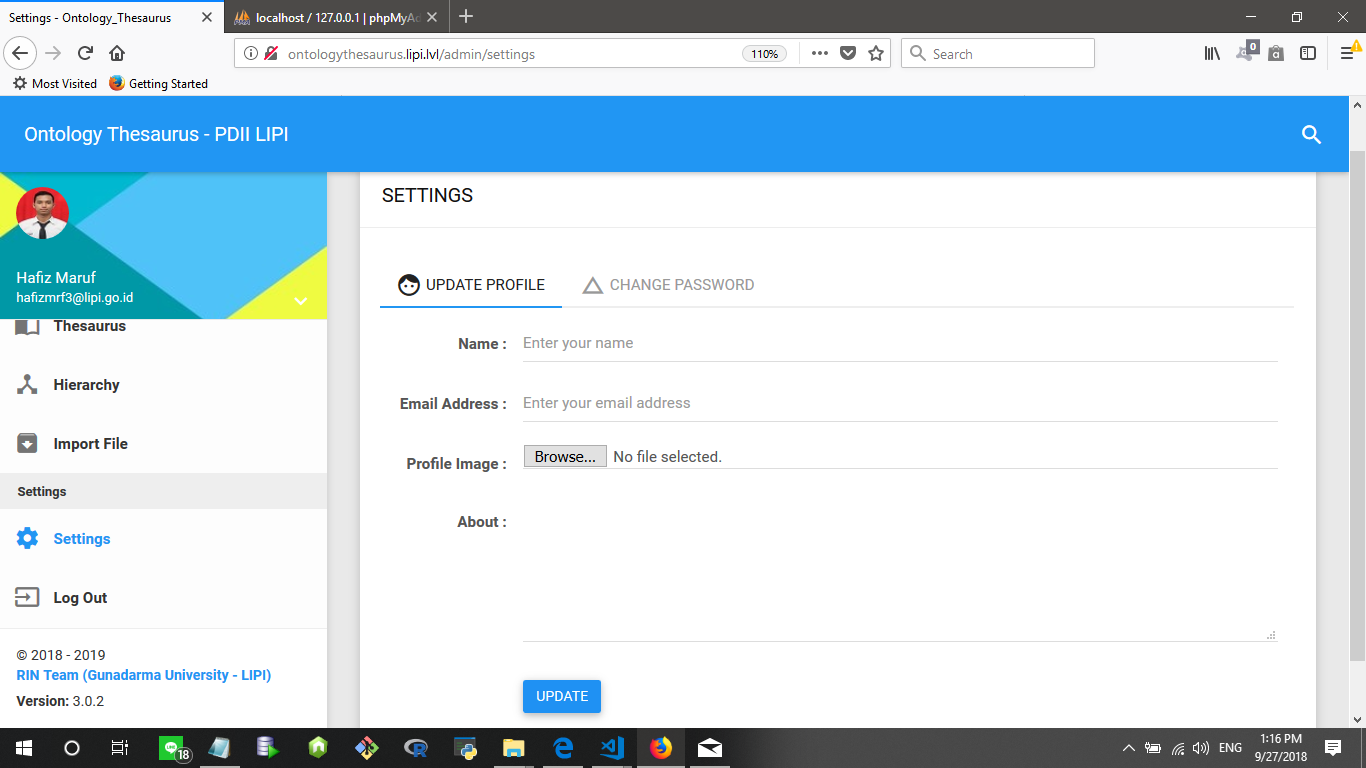 Settings - Ontology_Thesaurus
localhost / 127.0.0.1 | phpMyAd
ontologythesaurus.lipi.lvl/admin/settings
110%
Search
0
Most Visited
Getting Started
Ontology Thesaurus - PDII LIPI
Hafiz Maruf
hafizmrf3@lipi.go.id
Thesaurus
Hierarchy
Import File
Settings
Settings
Log Out
© 2018 - 2019
RIN Team (Gunadarma University - LIPI)
Version: 3.0.2
SETTINGS
UPDATE PROFILE
CHANGE PASSWORD
Name :
Enter your name
Email Address :
Enter your email address
Profile Image :
Browse... No file selected.
About :
UPDATE
18
ENG
1:16 PM
9/27/2018